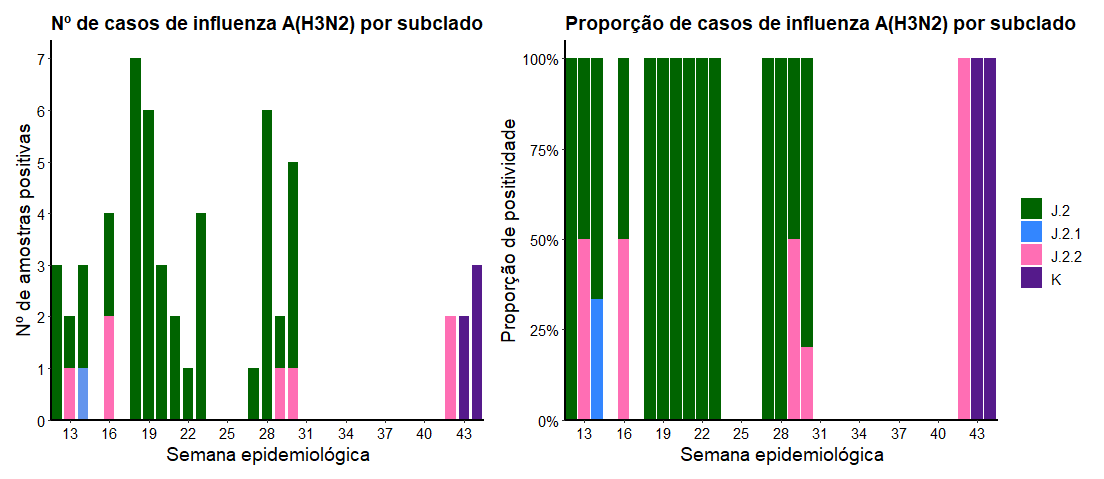 Nº de casos de influenza A(H3N2) por subclado
Nº de amostras positivas
7
6
5
4
3
2
1
0
13 16 19 22 25 28 31 34 37 40 43
Semana epidemiológica
Proporção de casos de influenza A(H3N2) por subclado
Proporção de positividade
100%
75%
50%
25%
0%
13 16 19 22 25 28 31 34 37 40 43
Semana epidemiológica
J.2
J.2.1
J.2.2
K